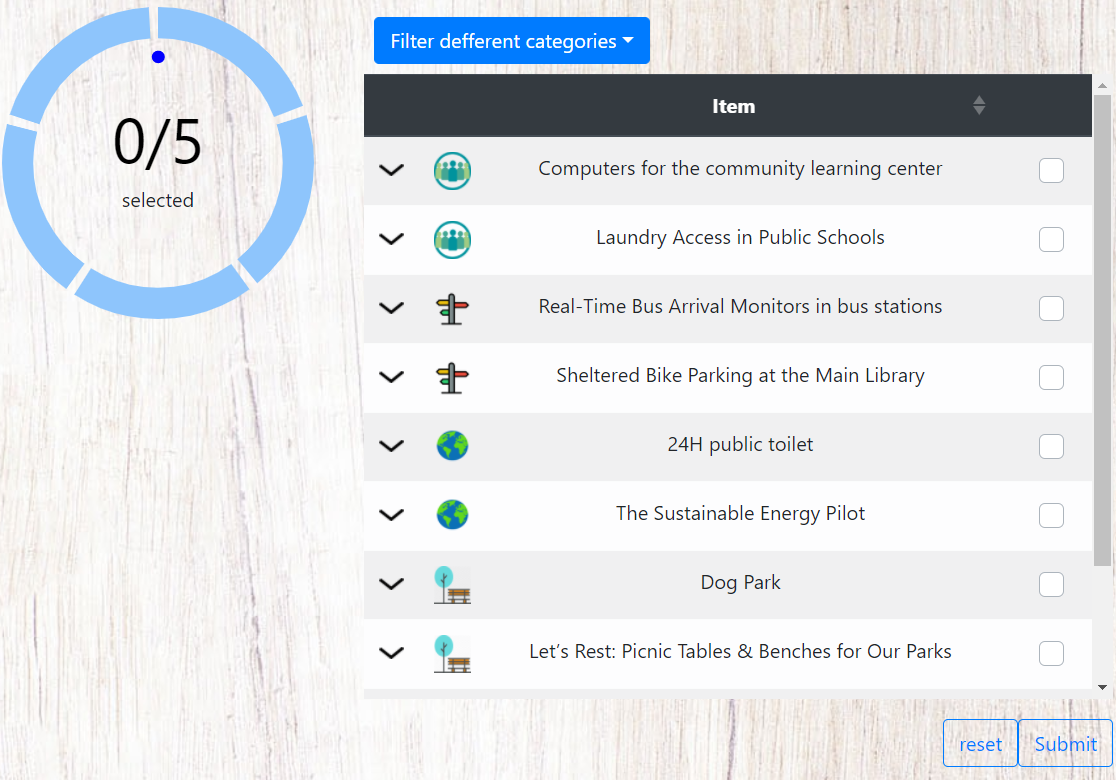 0/5
selected
Filter defferent categories
Item
Computers for the community learning center
Laundry Access in Public Schools
Real-Time Bus Arrival Monitors in bus stations
Sheltered Bike Parking at the Main Library
24H public toilet
The Sustainable Energy Pilot
Dog Park
Let’s Rest: Picnic Tables & Benches for Our Parks
reset
Submit